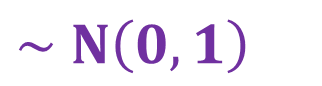 ~ N(0, 1)